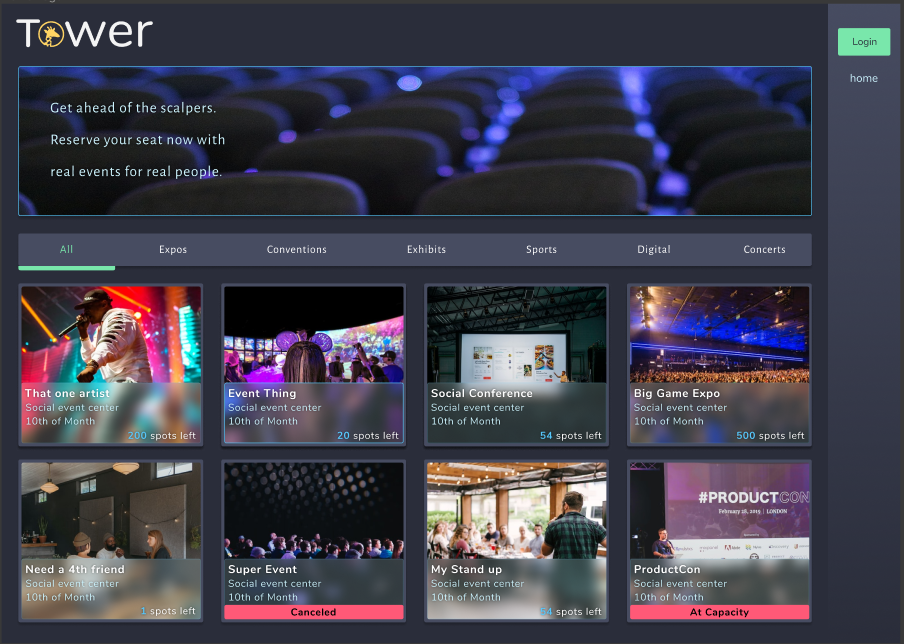 Tower
Login
home
Get ahead of the scalpers.
Reserve your seat now with
real events for real people.
All Expos Conventions Exhibits Sports Digital Concerts
That one artist
Social event center
10th of Month
200 spots left
Event Thing
Social event center
10th of Month
20 spots left
Social Conference
Social event center
10th of Month
54 spots left
Big Game Expo
Social event center
10th of Month
500 spots left
Need a 4th friend
Social event center
10th of Month
1 spots left
Super Event
Social event center
10th of Month
Canceled
My Stand up
Social event center
10th of Month
spots left
#PRODUCTCON
February 28, 2019 | LONDON
ProductCon
Social event center
10th of Month
At Capacity